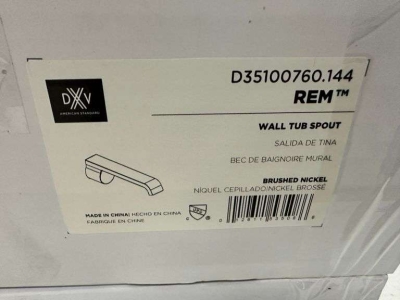 DXV
AMERICAN STANDARD
D35100760.144
REM™
WALL TUB SPOUT
SALIDA DE TINA
BEC DE BAIGNOIRE MURAL
BRUSHED NICKEL
NÍQUEL CEPILLADO/NICKEL BROSSÉ
MADE IN CHINA: HECHO EN CHINA
FABRIQUE EN CHINE